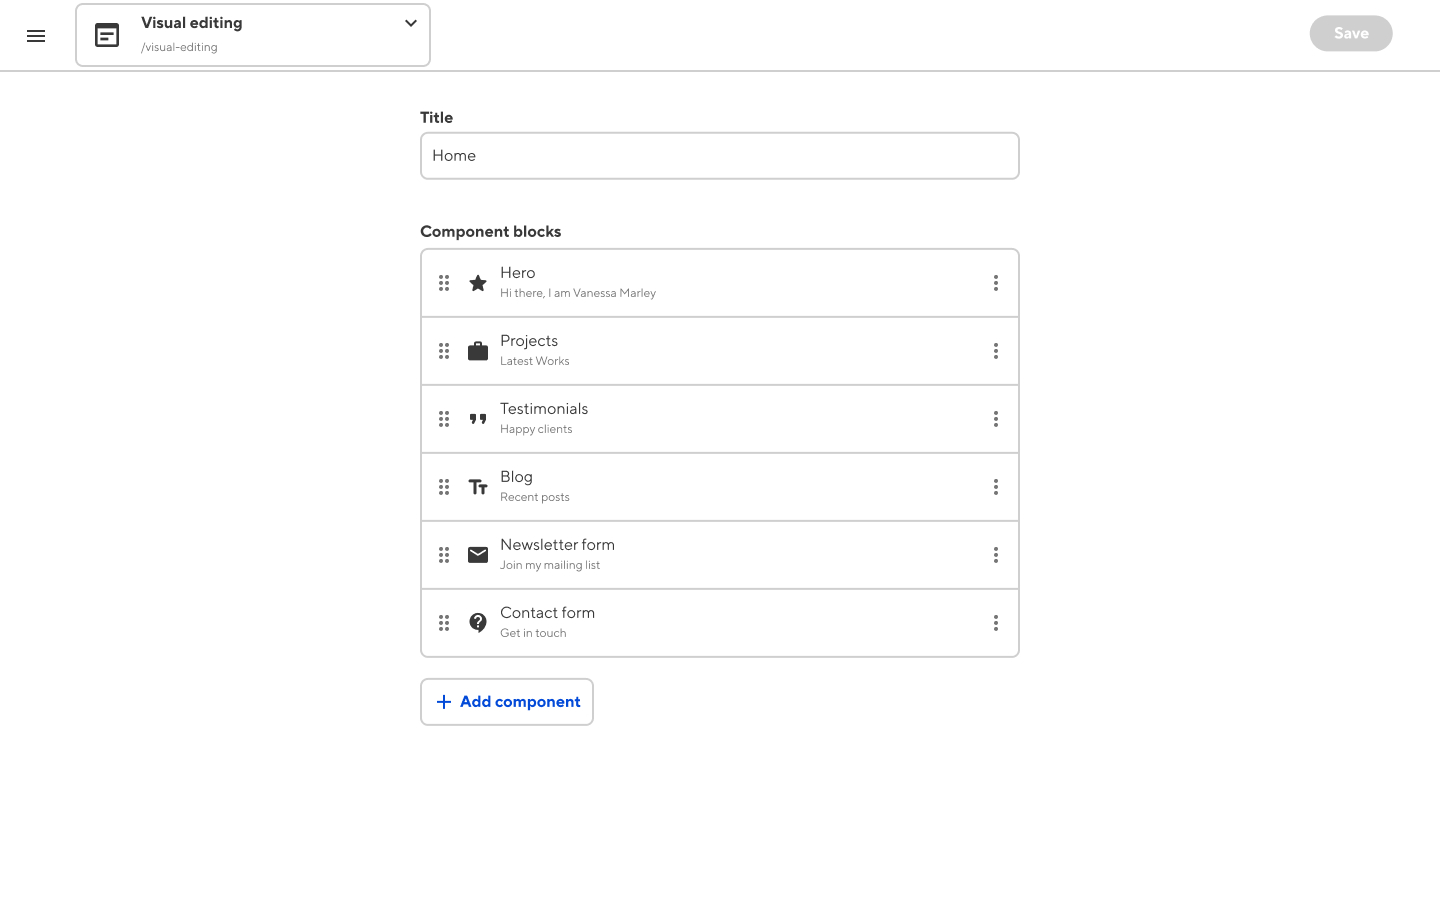 Visual editing
/visual-editing
Save
Title
Home
Component blocks
Hero
Hi there, I am Vanessa Marley
Projects
Latest Works
Testimonials
Happy clients
Blog
Recent posts
Newsletter form
Join my mailing list
Contact form
Get in touch
Add component